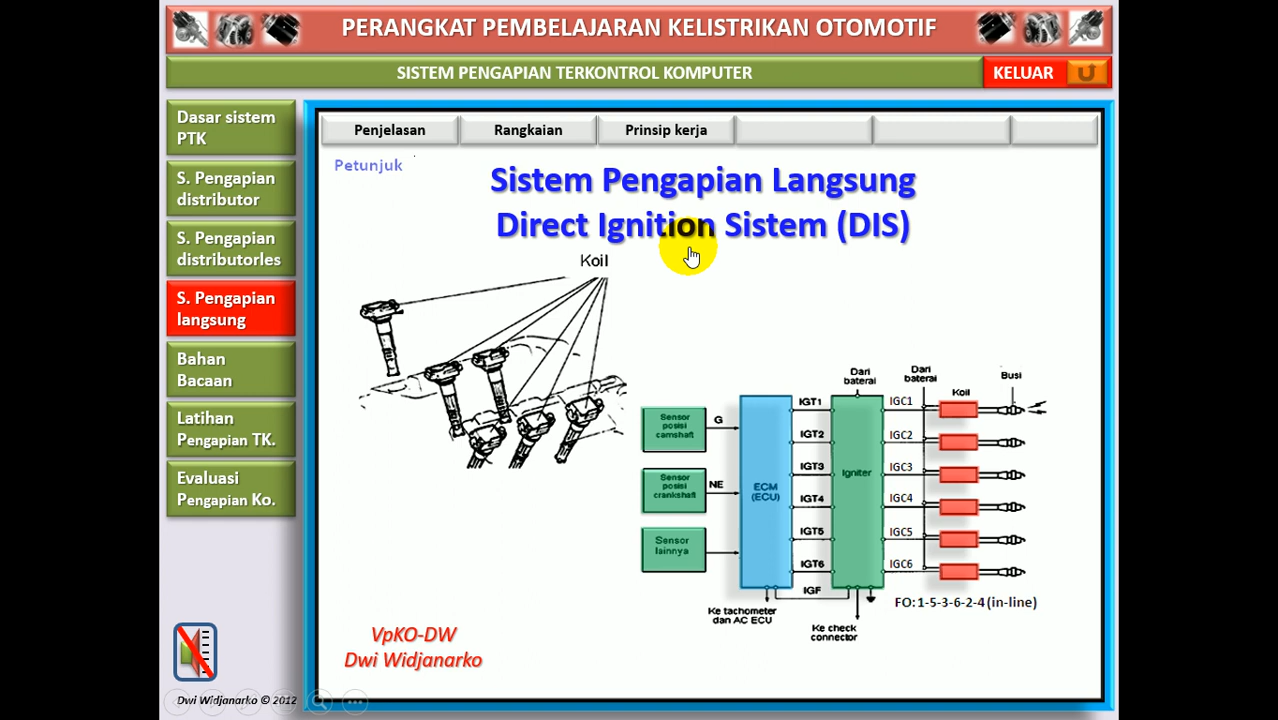 PERANGKAT PEMBELAJARAN KELISTRIKAN OTOMOTIF
SISTEM PENGAPIAN TERKONTROL KOMPUTER
KELUAR
Dasar sistem
PTK
S. Pengapian
distributor
S. Pengapian
distributorles
S. Pengapian
langsung
Bahan
Bacaan
Latihan
Pengapian TK.
Evaluasi
Pengapian Ko.
Dwi Widjanarko © 2012
Penjelasan
Rangkaian
Prinsip kerja
Petunjuk
Sistem Pengapian Langsung
Direct Ignition Sistem (DIS)
Koil
Sensor
posisi
camshaft
G
Sensor
posisi
crankshaft
NE
Sensor
lainnya
ECM
(ECU)
IGT1
IGT2
IGT3
IGT4
IGT5
IGT6
IGF
Dari
baterai
Igniter
Dari
baterai
IGC1
IGC2
IGC3
IGC4
IGC5
IGC6
Koil
Busi
FO: 1-5-3-6-2-4 (in-line)
Ke tachometer
dan AC ECU
Ke check
connector
VpKO-DW
Dwi Widjanarko